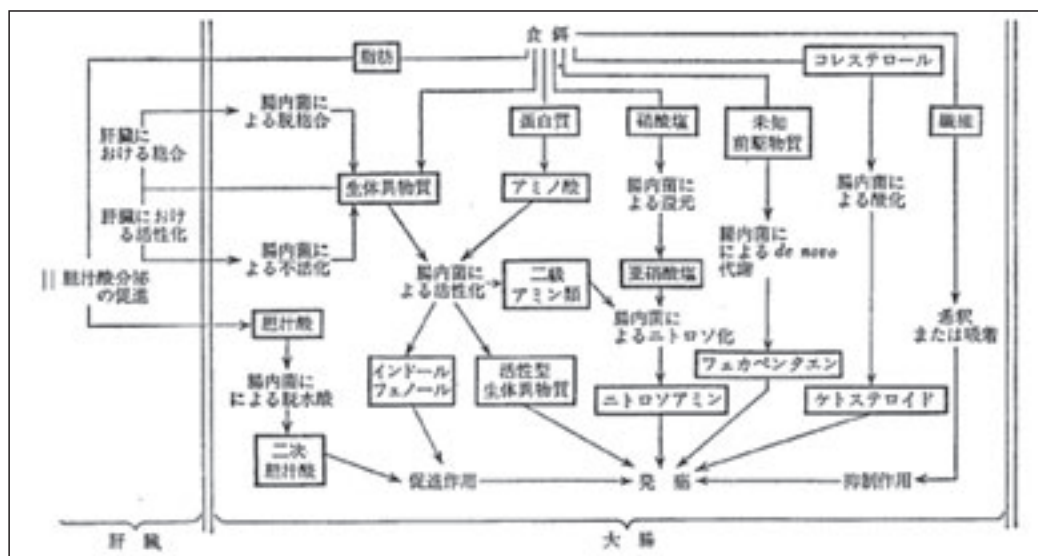 食餌
脂肪
コレステロール
腸内菌に
よる脱抱合
蛋白質
硝酸塩
未知
前駆物質
繊維
肝臓に
おける抱合
生体異物質
アミノ酸
腸内菌に
よる還元
腸内菌に
よる酸化
肝臓におけ
る活性化
腸内菌に
よる不活化
腸内菌に
による de novo
代謝
腸内菌に
よる活性化
二級
アミン類
亜硝酸塩
胆汁酸分泌
の促進
胆汁酸
腸内菌に
よるニトロソ化
希釈
または吸着
腸内菌に
よる脱水酸
インドール
フェノール
活性型
生体異物質
フェカペンタエン
ニトロソアミン
ケトステロイド
二次
胆汁酸
促進作用
発癌
抑制作用
肝臓
大腸